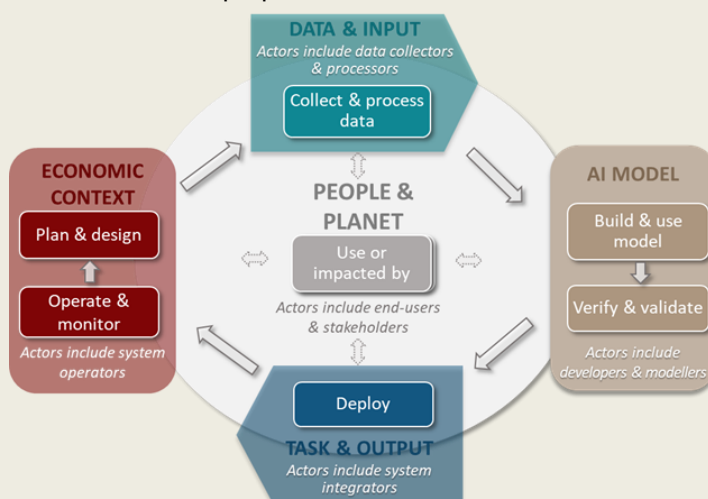 DATA & INPUT
Actors include data collectors
& processors
Collect & process
data
ECONOMIC
CONTEXT
Plan & design
Operate &
monitor
Actors include system
operators
PEOPLE &
PLANET
Use or
impacted by
Actors include end-users
& stakeholders
AI MODEL
Build & use
model
Verify & validate
Actors include
developers & modellers
Deploy
TASK & OUTPUT
Actors include system
integrators